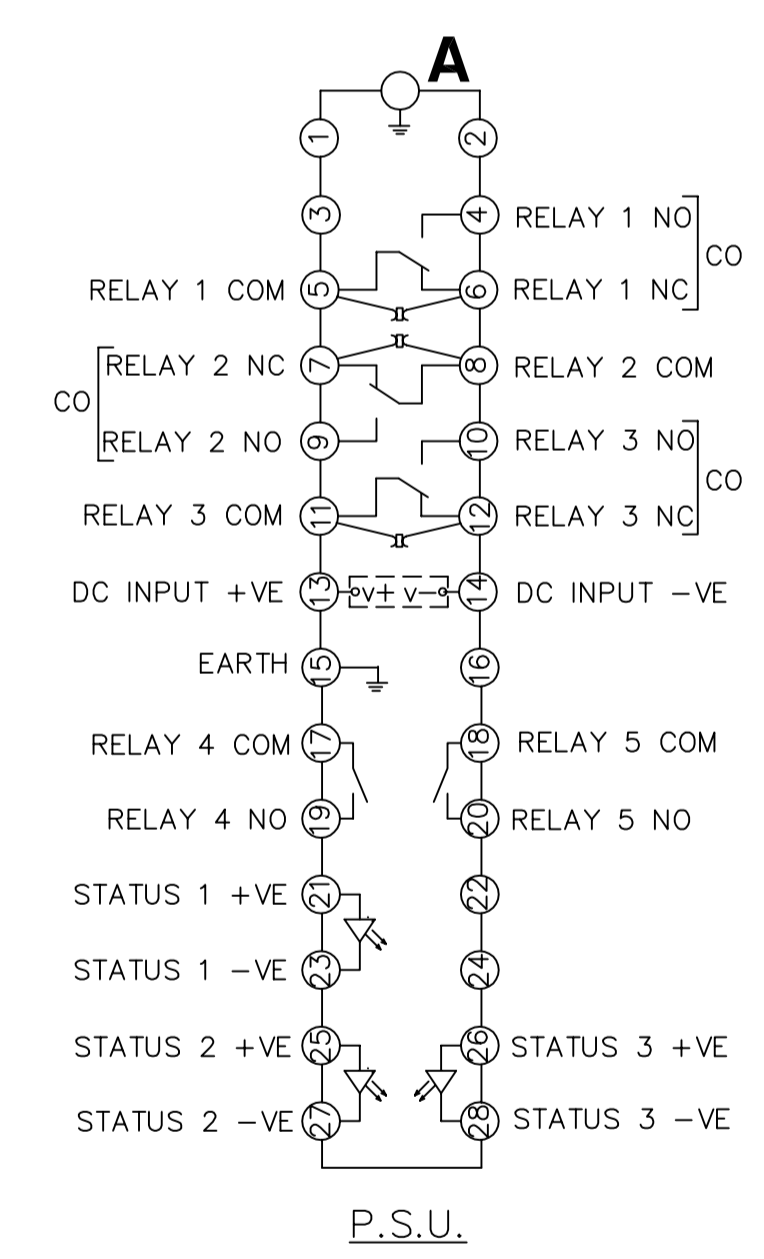 A
1 2
3 4 RELAY 1 NO
CO
RELAY 1 COM 5 6 RELAY 1 NC
RELAY 2 NC 7 8 RELAY 2 COM
CO
RELAY 2 NO 9 10 RELAY 3 NO
CO
RELAY 3 COM 11 12 RELAY 3 NC
DC INPUT +VE 13 V+ V− 14 DC INPUT −VE
EARTH 15 16
RELAY 4 COM 17 18 RELAY 5 COM
RELAY 4 NO 19 20 RELAY 5 NO
STATUS 1 +VE 21 22
STATUS 1 −VE 23 24
STATUS 2 +VE 25 26 STATUS 3 +VE
STATUS 2 −VE 27 28 STATUS 3 −VE
P.S.U.